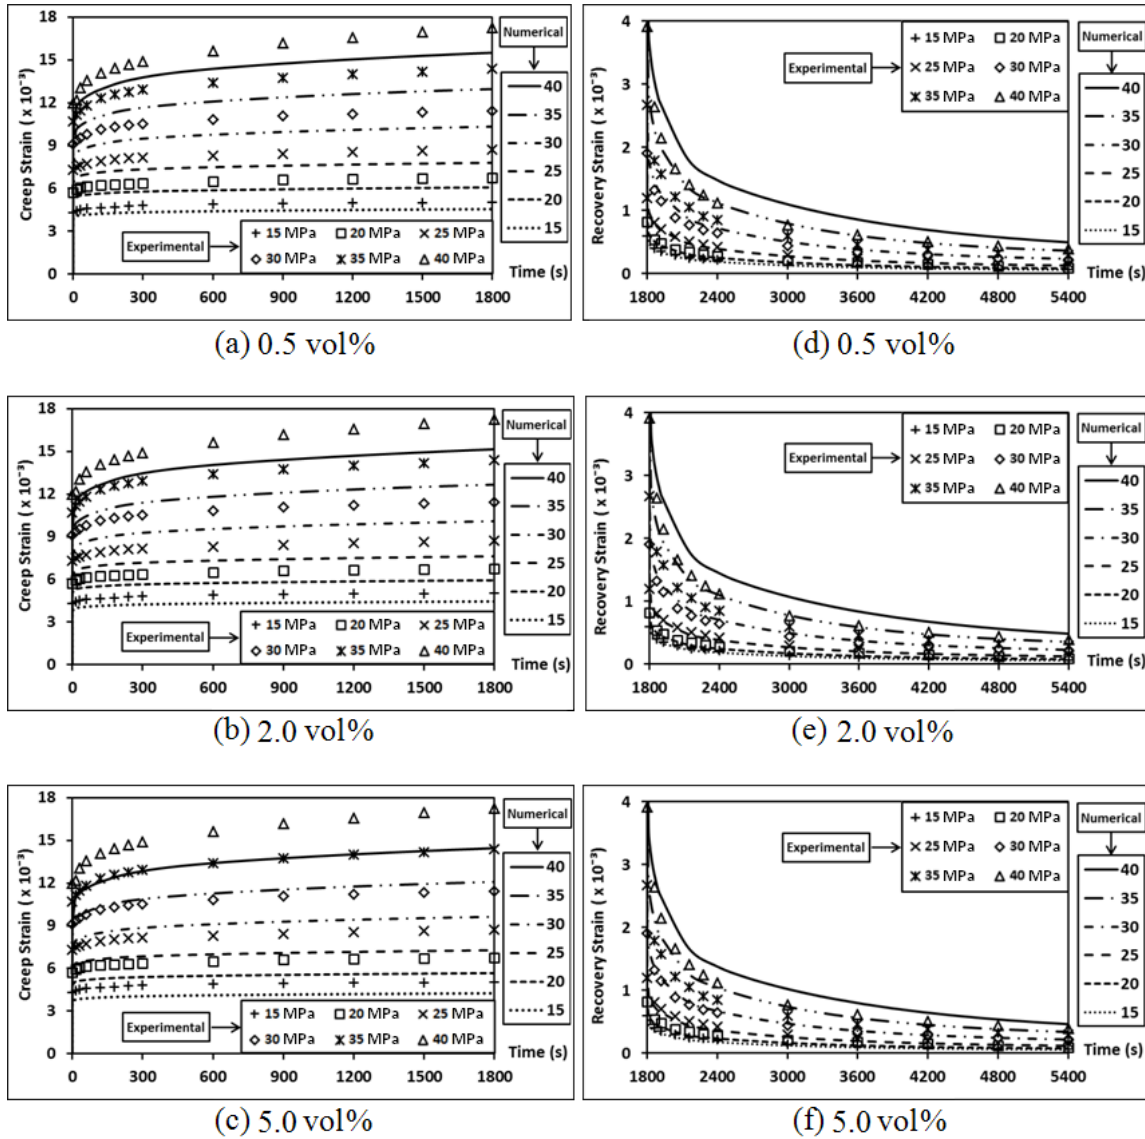 18
15
12
9
6
3
0
Creep Strain ( x 10⁻³)
Numerical
40
35
30
25
20
15
Experimental
15 MPa 20 MPa 25 MPa
30 MPa 35 MPa 40 MPa
Time (s)
0 300 600 900 1200 1500 1800
(a) 0.5 vol%
4
3
2
1
0
Recovery Strain ( x 10⁻³)
Experimental
15 MPa 20 MPa
25 MPa 30 MPa
35 MPa 40 MPa
Numerical
40
35
30
25
20
15
Time (s)
1800 2400 3000 3600 4200 4800 5400
(d) 0.5 vol%
18
15
12
9
6
3
0
Creep Strain ( x 10⁻³)
Numerical
40
35
30
25
20
15
Experimental
15 MPa 20 MPa 25 MPa
30 MPa 35 MPa 40 MPa
Time (s)
0 300 600 900 1200 1500 1800
(b) 2.0 vol%
4
3
2
1
0
Recovery Strain ( x 10⁻³)
Experimental
15 MPa 20 MPa
25 MPa 30 MPa
35 MPa 40 MPa
Numerical
40
35
30
25
20
15
Time (s)
1800 2400 3000 3600 4200 4800 5400
(e) 2.0 vol%
18
15
12
9
6
3
0
Creep Strain ( x 10⁻³)
Numerical
40
35
30
25
20
15
Experimental
15 MPa 20 MPa 25 MPa
30 MPa 35 MPa 40 MPa
Time (s)
0 300 600 900 1200 1500 1800
(c) 5.0 vol%
4
3
2
1
0
Recovery Strain ( x 10⁻³)
Experimental
15 MPa 20 MPa
25 MPa 30 MPa
35 MPa 40 MPa
Numerical
40
35
30
25
20
15
Time (s)
1800 2400 3000 3600 4200 4800 5400
(f) 5.0 vol%